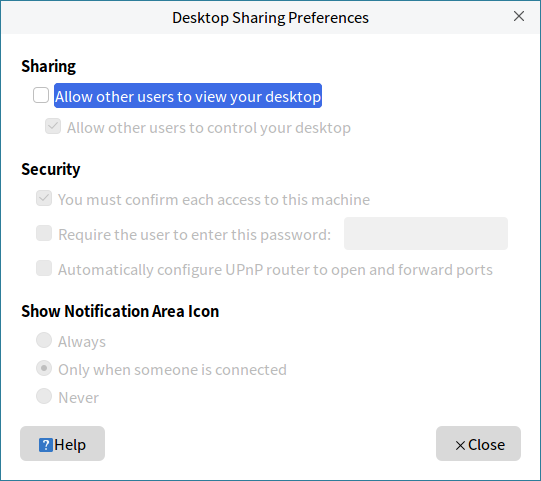 Desktop Sharing Preferences
Sharing
Allow other users to view your desktop
Allow other users to control your desktop
Security
You must confirm each access to this machine
Require the user to enter this password:
Automatically configure UPnP router to open and forward ports
Show Notification Area Icon
Always
Only when someone is connected
Never
Help
Close